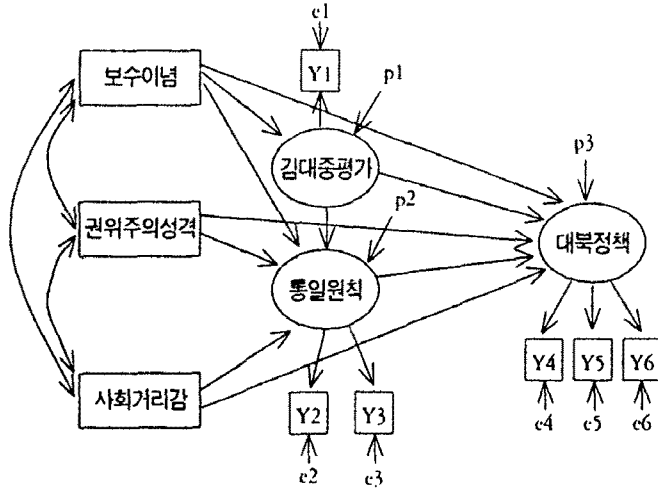 e1
Y1
보수이념
p1
김대중평가
p3
권위주의성격
p2
대북정책
통일원칙
Y4 Y5 Y6
사회거리감
Y2 Y3
e4 e5 e6
e2 e3